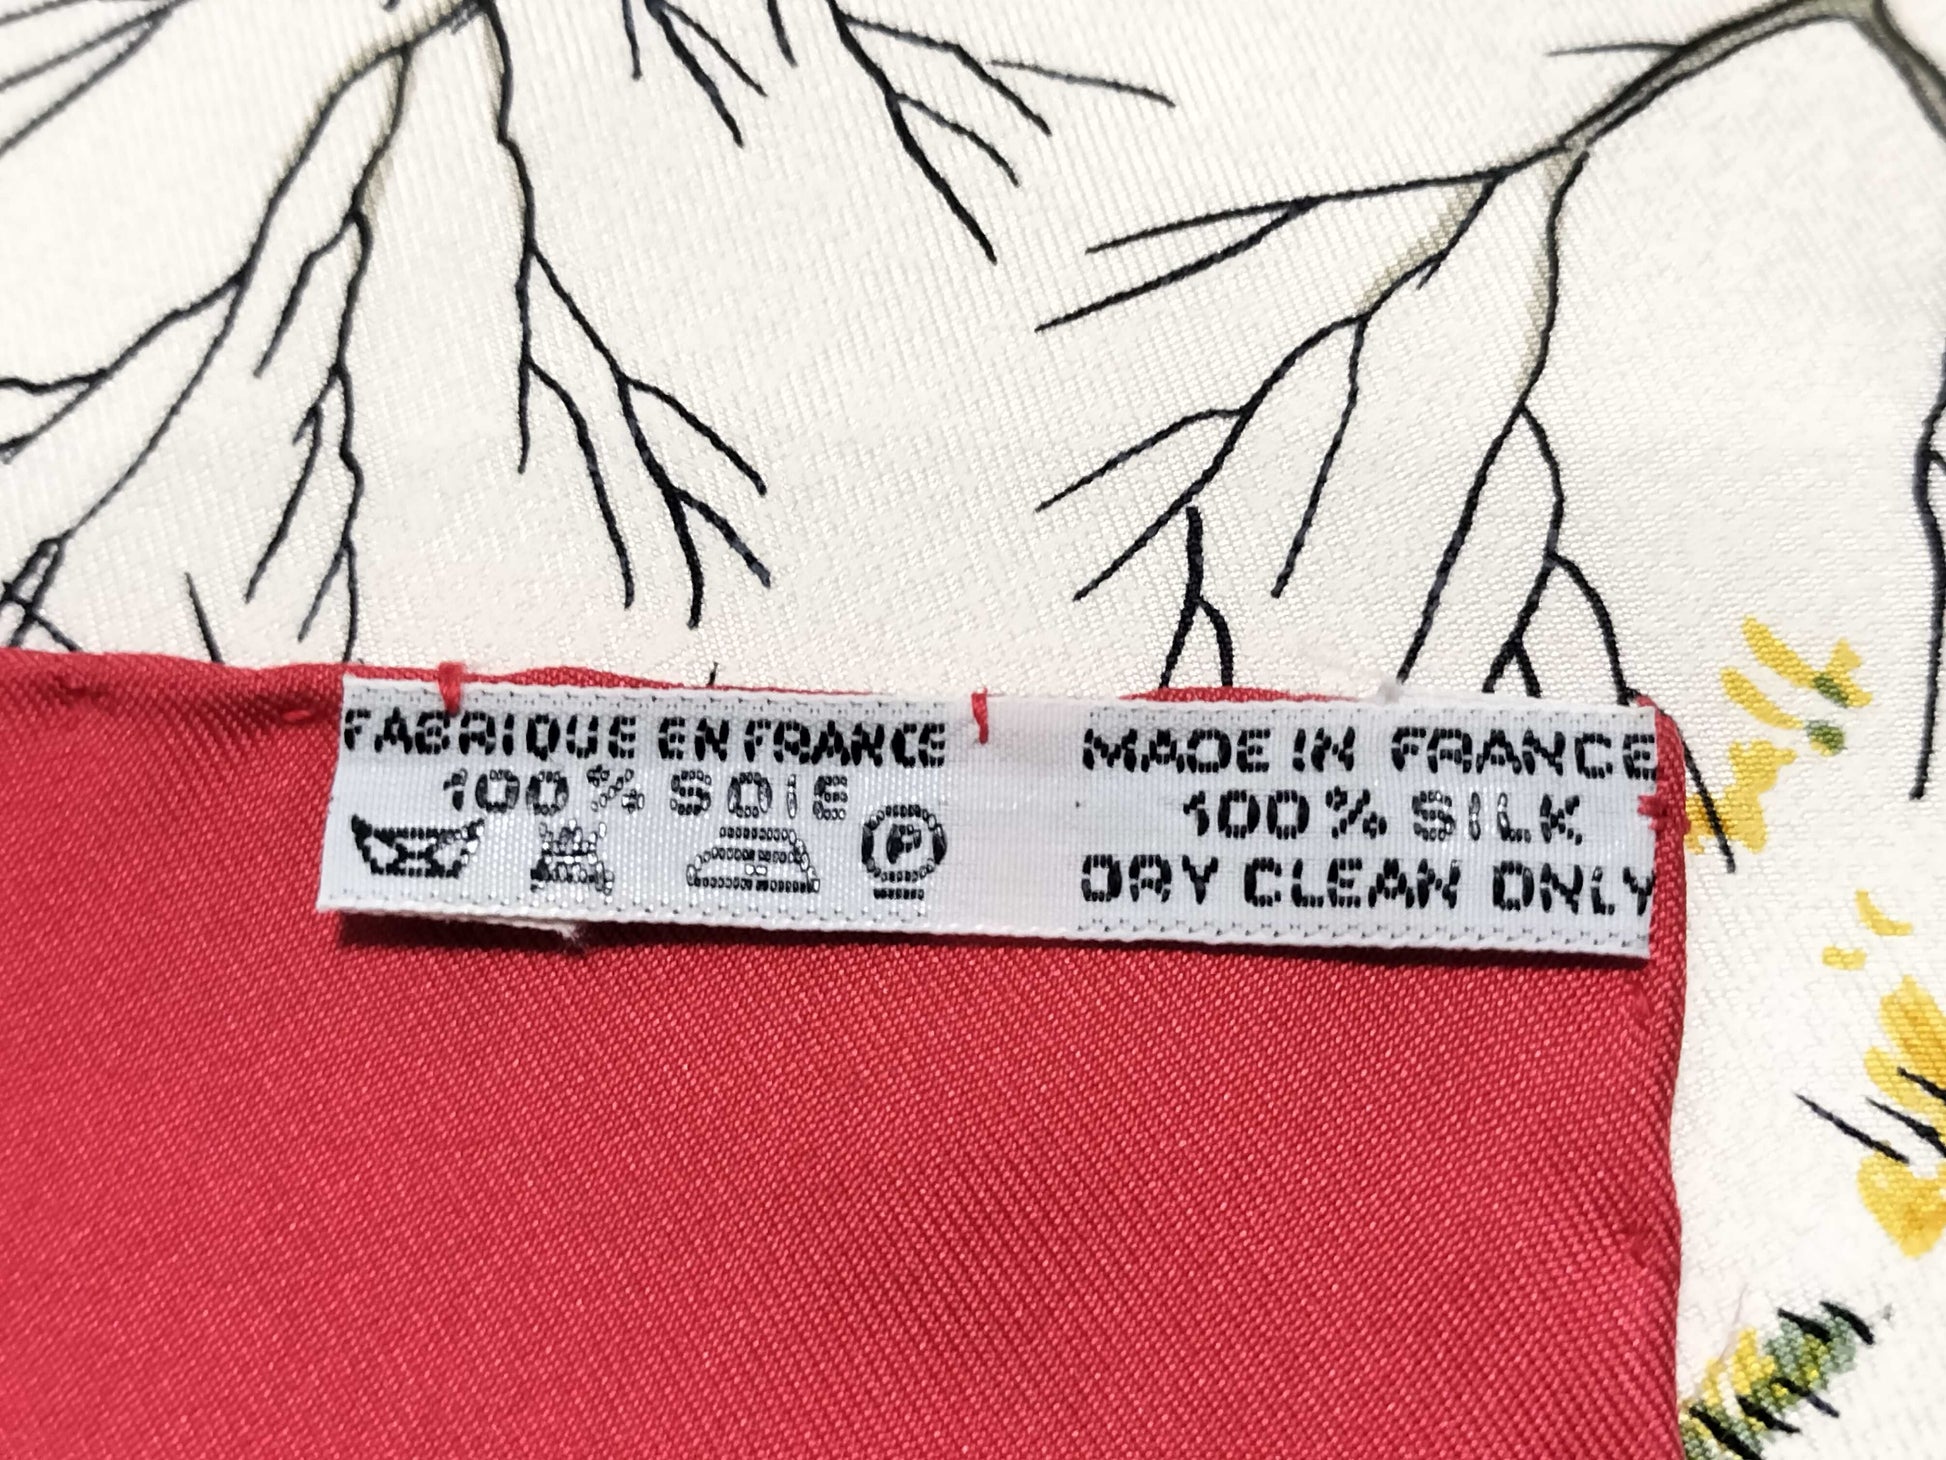 FABRIQUE EN FRANCE
100% SOIE
P
MADE IN FRANCE
100% SILK
DRY CLEAN ONLY